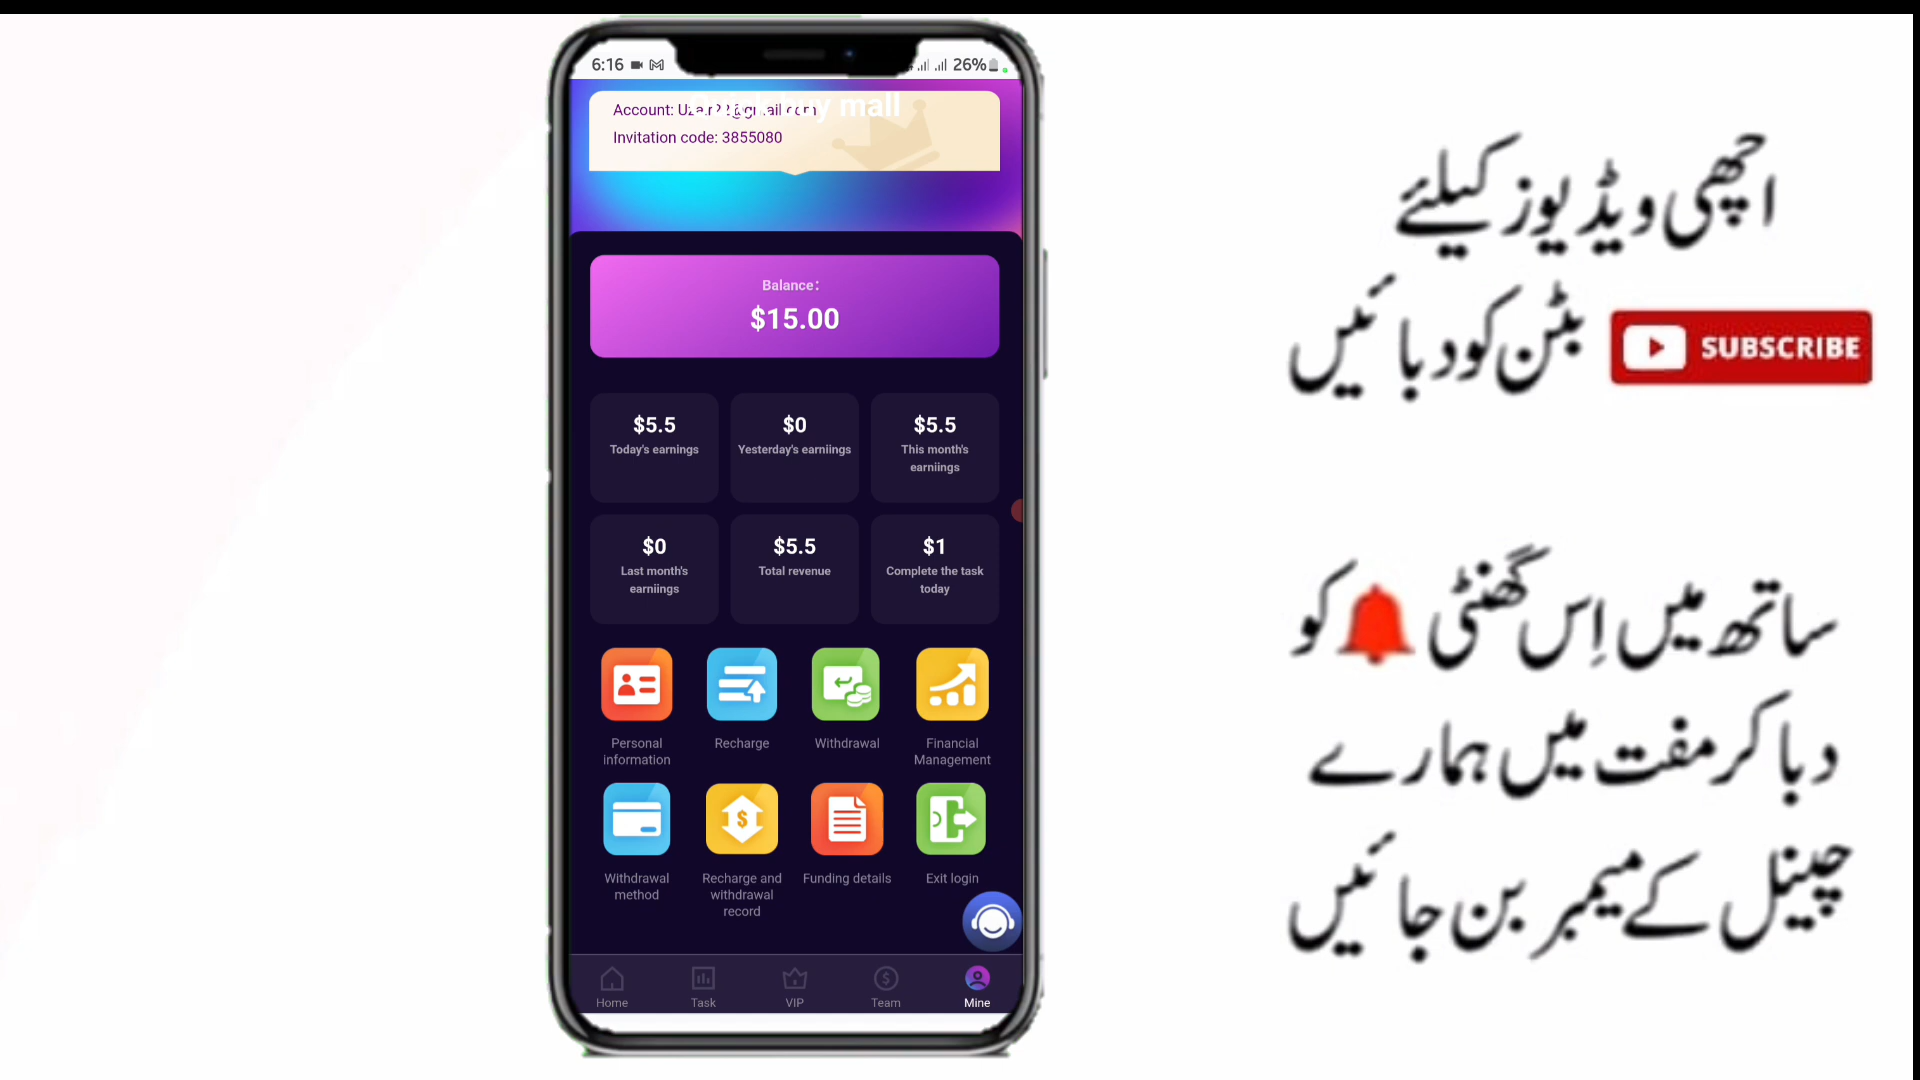 6:16
26%
buy mall
Account:
Invitation code: 3855080
Balance:
$15.00
$5.5
Today's earnings
$0
Yesterday's earniings
$5.5
This month's
earniings
$0
Last month's
earniings
$5.5
Total revenue
$1
Complete the task
today
Personal
information
Recharge
Withdrawal
Financial
Management
Withdrawal
method
Recharge and
withdrawal
record
Funding details
Exit login
Home
Task
VIP
Team
Mine
اچھی ویڈیوز کیلئے
بٹن کو دبائیں SUBSCRIBE
ساتھ میں اِس گھنٹی کو
دبا کر مفت میں ہمارے
چینل کے میمبر بن جائیں